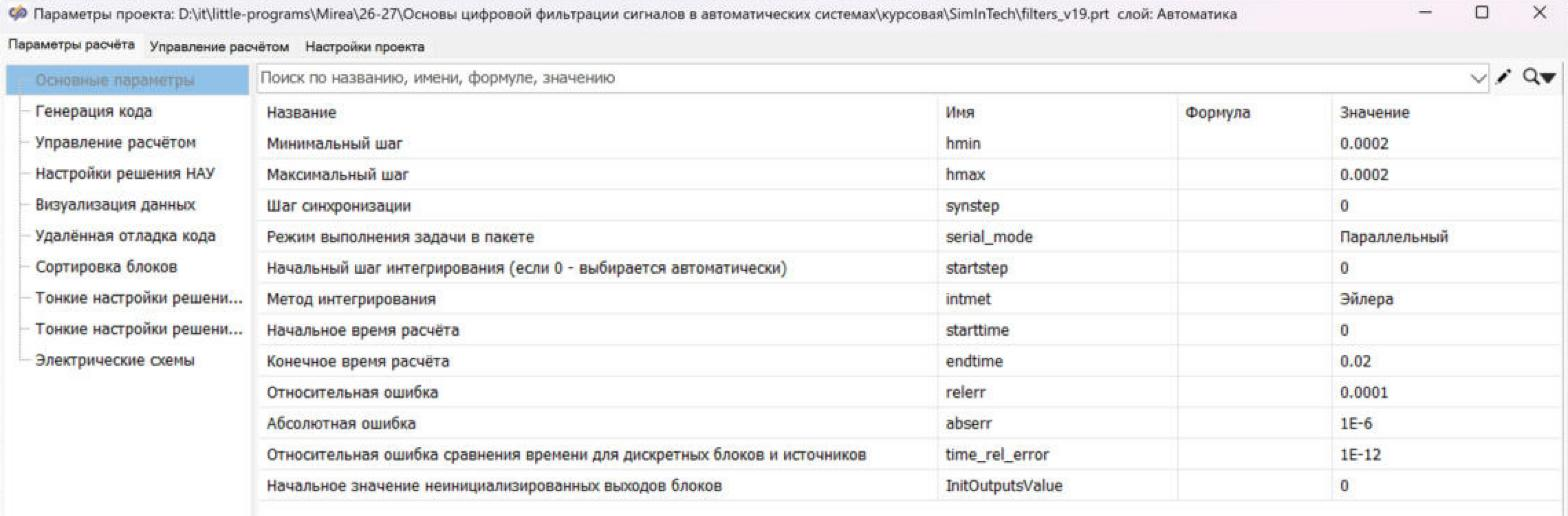 Параметры проекта: D:\it\little-programs\Mirea\26-27\Основы цифровой фильтрации сигналов в автоматических системах\курсовая\SimInTech\filters_v19.prt слой: Автоматика
Параметры расчёта Управление расчётом Настройки проекта
Основные параметры
Генерация кода
Управление расчётом
Настройки решения НАУ
Визуализация данных
Удалённая отладка кода
Сортировка блоков
Тонкие настройки решени...
Тонкие настройки решени...
Электрические схемы
Поиск по названию, имени, формуле, значению
Название Имя Формула Значение
Минимальный шаг hmin 0.0002
Максимальный шаг hmax 0.0002
Шаг синхронизации synstep 0
Режим выполнения задачи в пакете serial_mode Параллельный
Начальный шаг интегрирования (если 0 - выбирается автоматически) startstep 0
Метод интегрирования intmet Эйлера
Начальное время расчёта starttime 0
Конечное время расчёта endtime 0.02
Относительная ошибка relerr 0.0001
Абсолютная ошибка abserr 1E-6
Относительная ошибка сравнения времени для дискретных блоков и источников time_rel_error 1E-12
Начальное значение неинициализированных выходов блоков InitOutputsValue 0